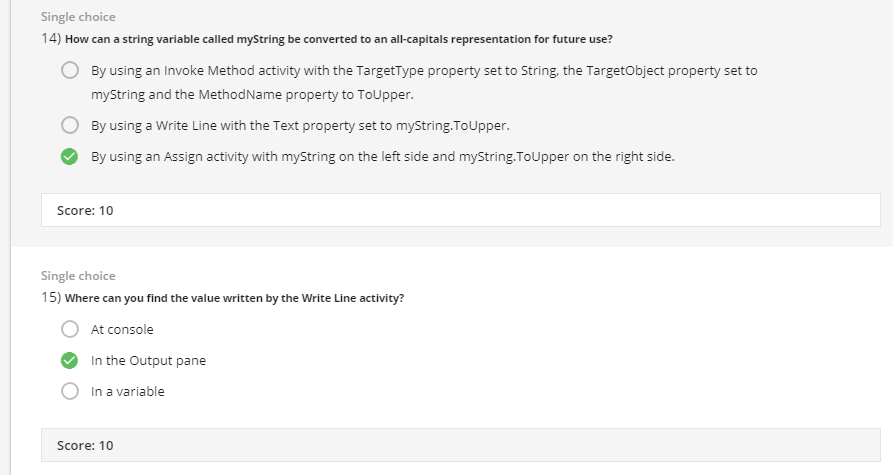 Single choice
14) How can a string variable called myString be converted to an all-capitals representation for future use?
By using an Invoke Method activity with the TargetType property set to String, the TargetObject property set to
myString and the MethodName property to ToUpper.
By using a Write Line with the Text property set to myString.ToUpper.
By using an Assign activity with myString on the left side and myString.ToUpper on the right side.
Score: 10
Single choice
15) Where can you find the value written by the Write Line activity?
At console
In the Output pane
In a variable
Score: 10